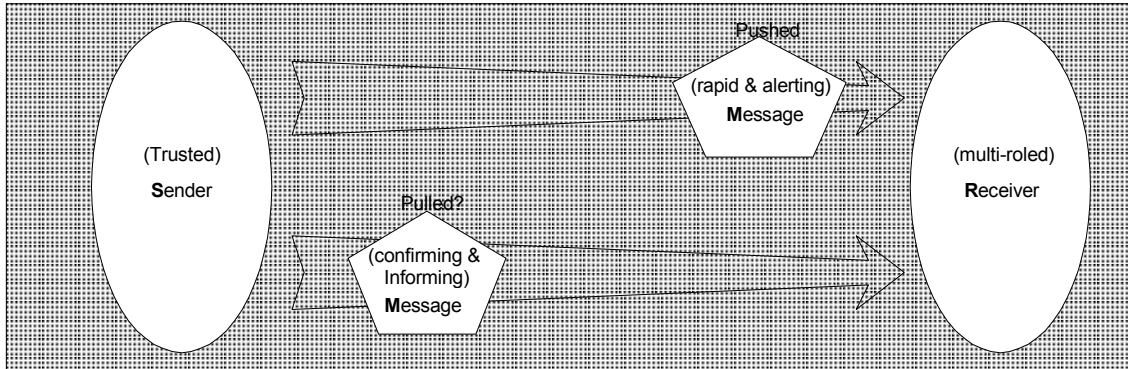 Pushed
(rapid & alerting)
Message
(Trusted)
Sender
(multi-roled)
Receiver
Pulled?
(confirming &
Informing)
Message